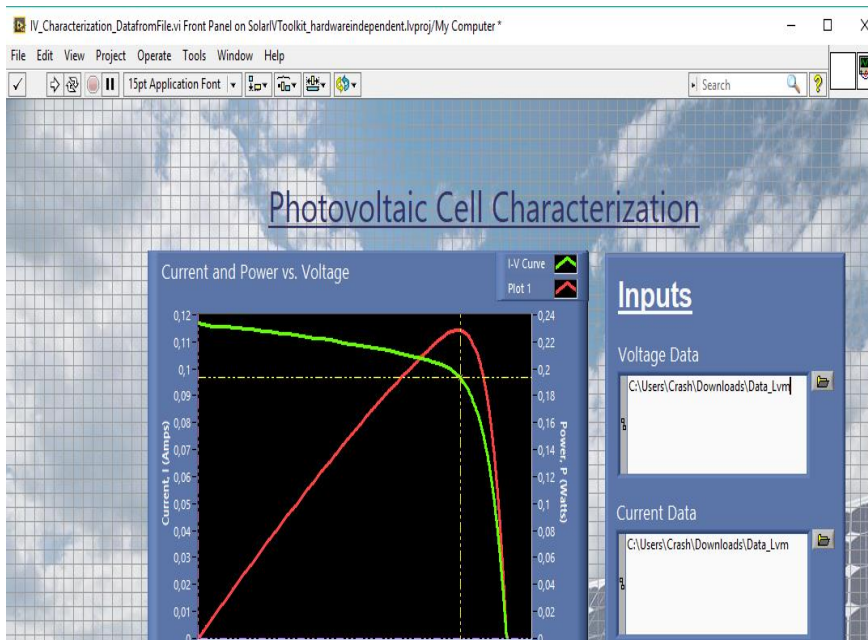 IV_Characterization_DatafromFile.vi Front Panel on SolarIVToolkit_hardwareindependent.lvproj/My Computer *
File Edit View Project Operate Tools Window Help
15pt Application Font
Search
Photovoltaic Cell Characterization
Current and Power vs. Voltage
I-V Curve
Plot 1
Current, I (Amps)
0,12
0,11
0,1
0,09
0,08
0,07
0,06
0,05
0,04
0,03
0,02
0,01
0
0,24
0,22
0,2
0,18
0,16
0,14
0,12
0,1
0,08
0,06
0,04
0,02
0
Power, P (Watts)
Inputs
Voltage Data
C:\Users\Crash\Downloads\Data_Lvm
Current Data
C:\Users\Crash\Downloads\Data_Lvm